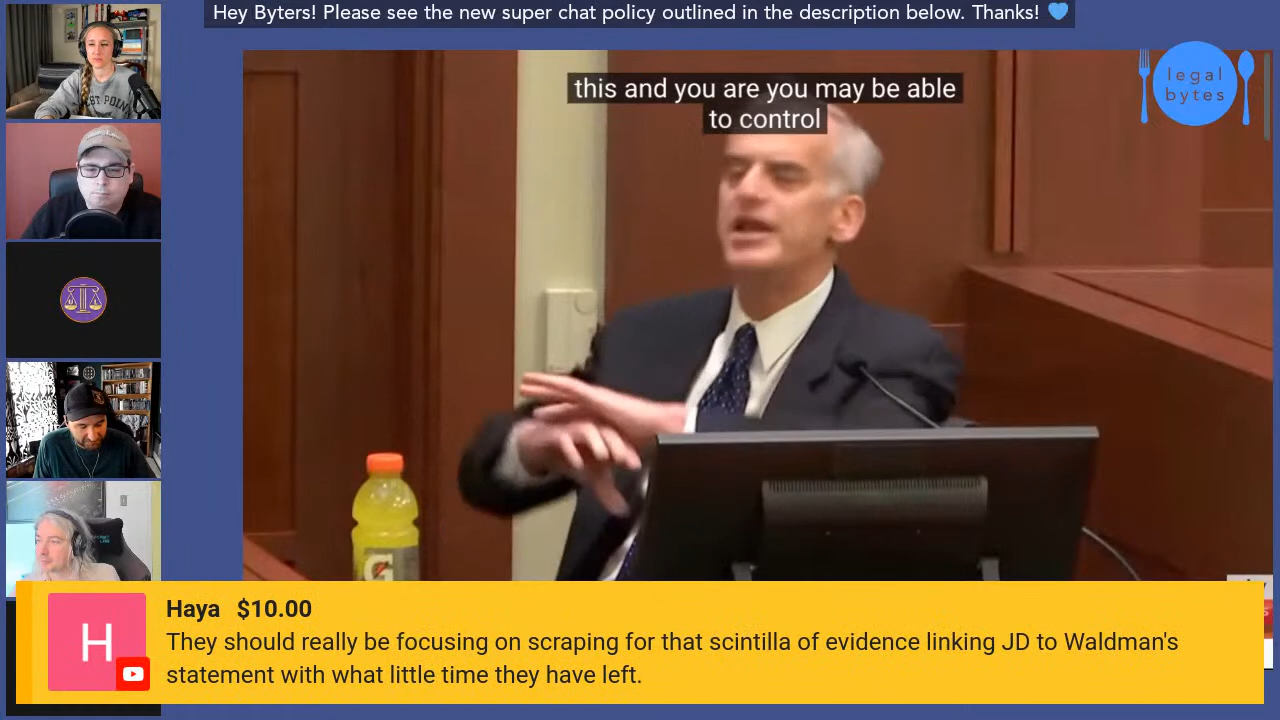 Hey Byters! Please see the new super chat policy outlined in the description below. Thanks! 💙
this and you are you may be able
to control
legal
bytes
G
Haya $10.00
They should really be focusing on scraping for that scintilla of evidence linking JD to Waldman's
statement with what little time they have left.
H